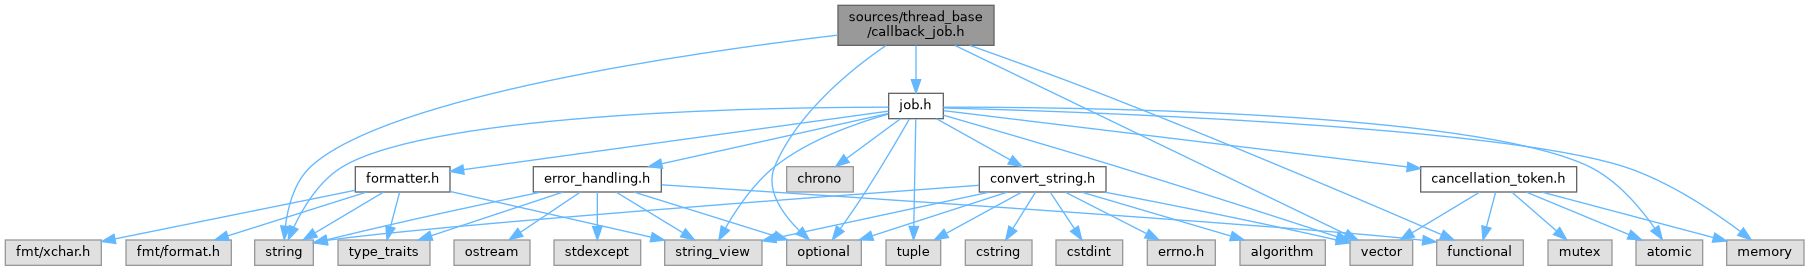 sources/thread_base
/callback_job.h
job.h
formatter.h
error_handling.h
chrono
convert_string.h
cancellation_token.h
fmt/xchar.h
fmt/format.h
string
type_traits
ostream
stdexcept
string_view
optional
tuple
cstring
cstdint
errno.h
algorithm
vector
functional
mutex
atomic
memory